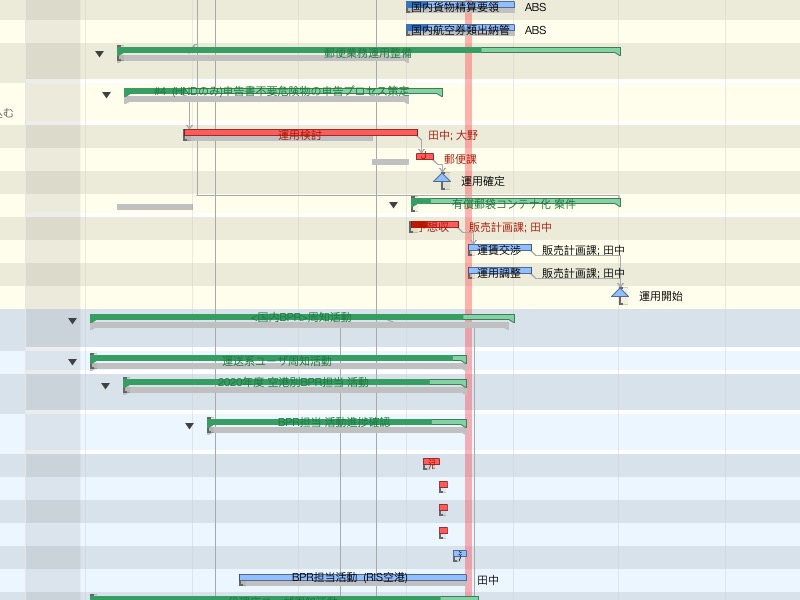 国内貨物精算要領 ABS
国内航空券類出納管 ABS
郵便業務運用整備
#4 (HNDのみ)申告書不要危険物の申告プロセス策定
込む
運用検討 田中; 大野
郵便課
運用確定
有償郵袋コンテナ化 案件
販売計画課; 田中
運賃交渉 販売計画課; 田中
運用調整 販売計画課; 田中
運用開始
<国内BPR>周知活動
運送系ユーザ周知活動
2020年度 空港別BPR担当 活動
BPR担当 活動進捗確認
BPR担当活動 (RIS空港) 田中